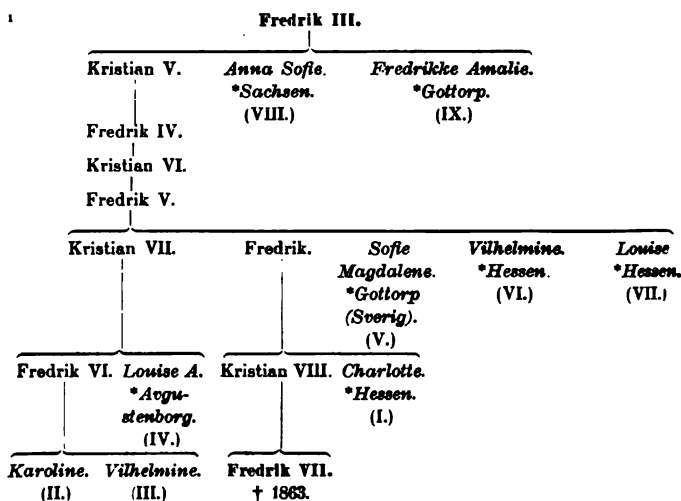 1
Fredrik III.
Kristian V. Anna Sofie. Fredrikke Amalie.
*Sachsen. *Gottorp.
(VIII.) (IX.)
Fredrik IV.
Kristian VI.
Fredrik V.
Kristian VII. Fredrik. Sofie Vilhelmine. Louise
Magdalene. *Hessen. *Hessen.
*Gottorp (VI.) (VII.)
(Sverig).
(V.)
Fredrik VI. Louise A. Kristian VIII. Charlotte.
*Avgu- *Hessen.
stenborg. (I.)
(IV.)
Karoline. Vilhelmine. Fredrik VII.
(II.) (III.) † 1863.